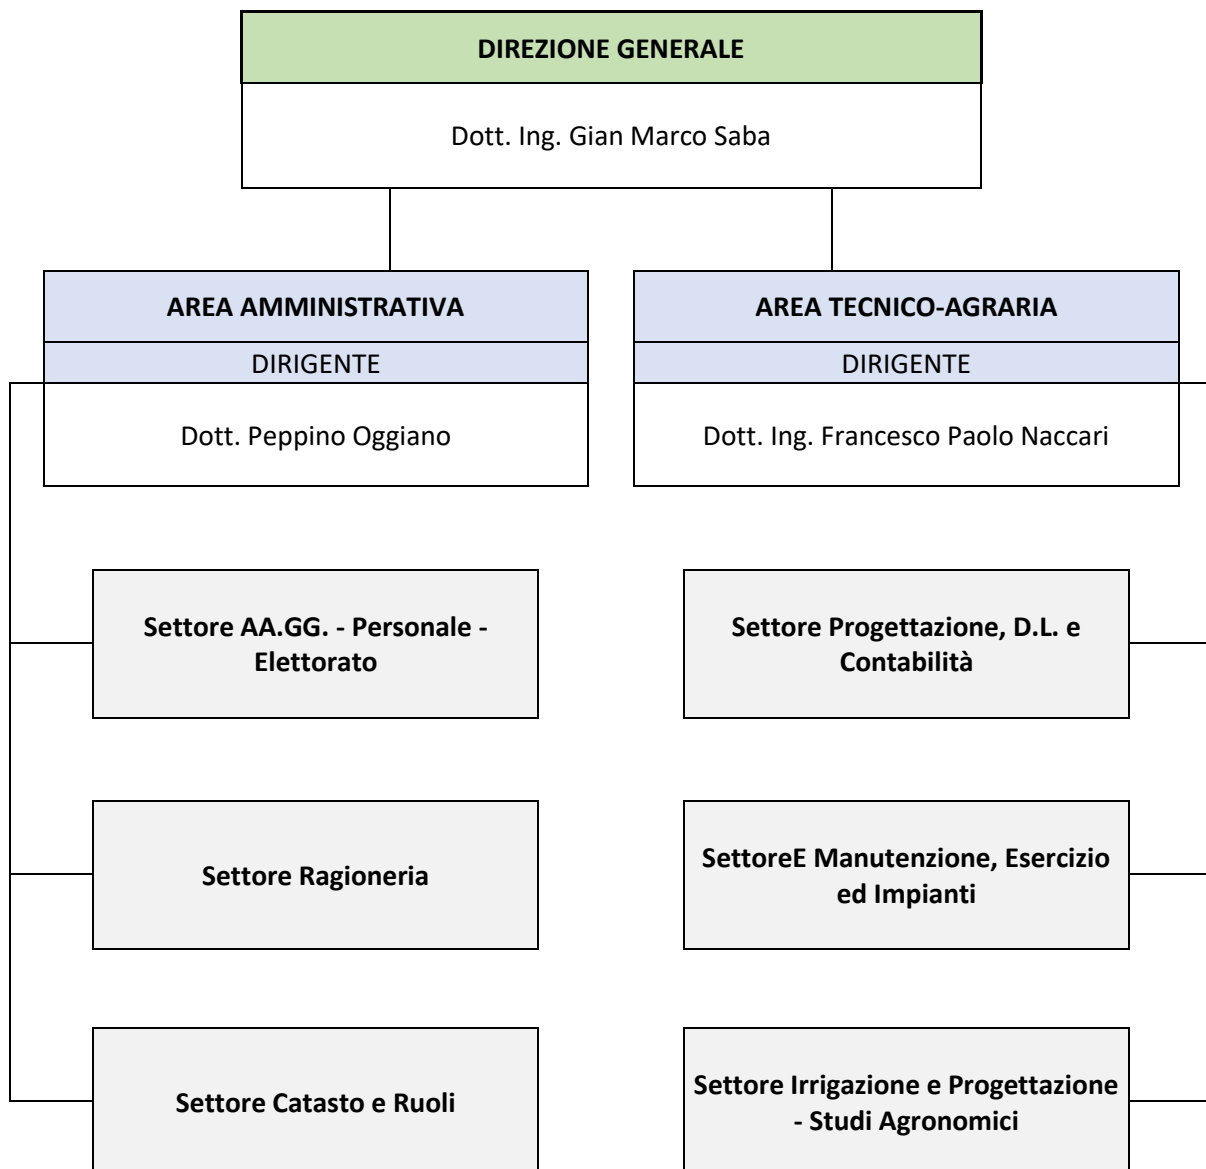 DIREZIONE GENERALE
Dott. Ing. Gian Marco Saba
AREA AMMINISTRATIVA
DIRIGENTE
Dott. Peppino Oggiano
AREA TECNICO-AGRARIA
DIRIGENTE
Dott. Ing. Francesco Paolo Naccari
Settore AA.GG. - Personale -
Elettorato
Settore Ragioneria
Settore Catasto e Ruoli
Settore Progettazione, D.L. e
Contabilità
SettoreE Manutenzione, Esercizio
ed Impianti
Settore Irrigazione e Progettazione
- Studi Agronomici